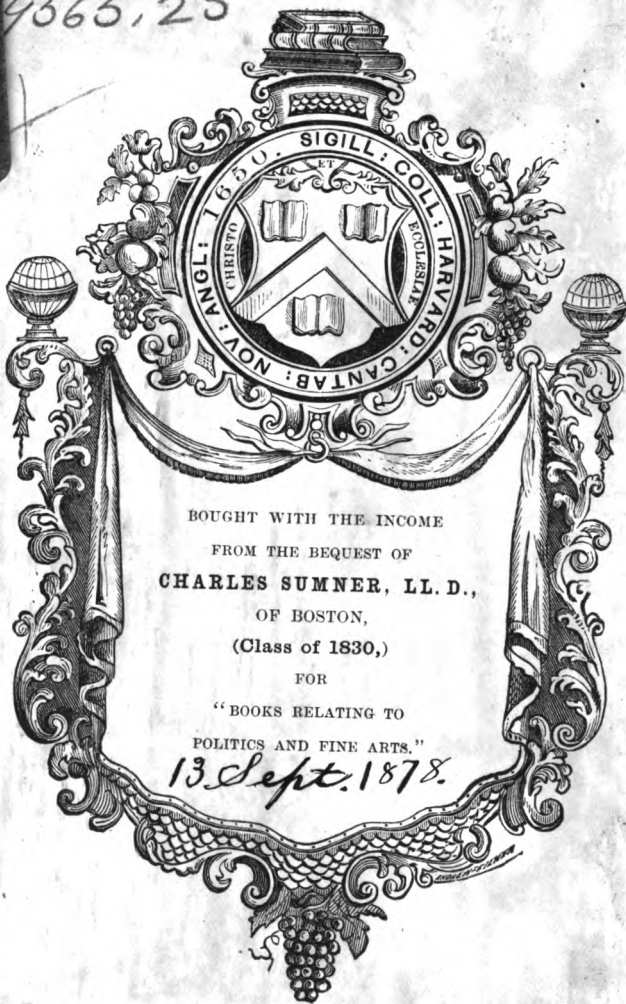 9565.25
SIGILL: COLL: HARVARD: CANTAB: NOV: ANGL: 1650.
ET
CHRISTO
ECCLESIAE
BOUGHT WITH THE INCOME
FROM THE BEQUEST OF
CHARLES SUMNER, LL. D.,
OF BOSTON,
(Class of 1830,)
FOR
"BOOKS RELATING TO
POLITICS AND FINE ARTS."
13 Sept. 1878.